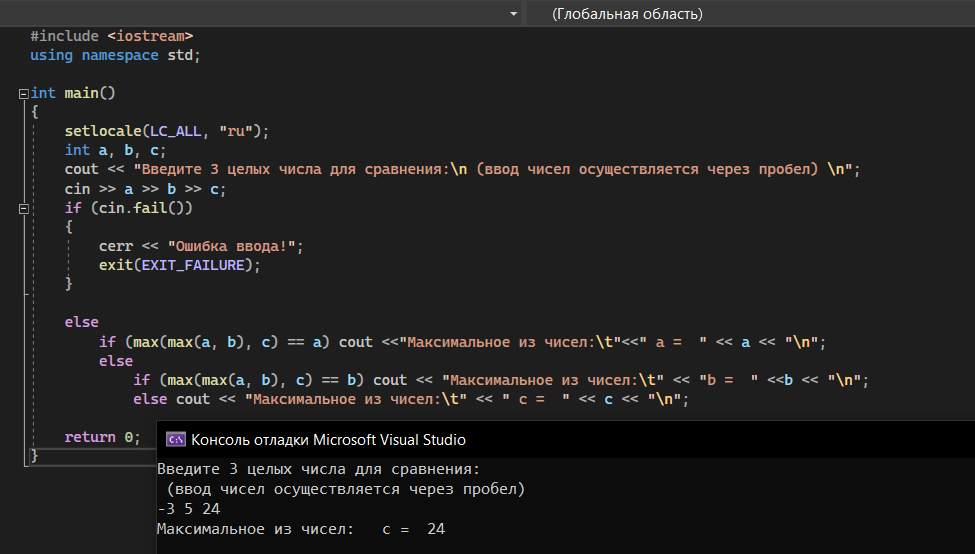 (Глобальная область)
#include <iostream>
using namespace std;
int main()
{
setlocale(LC_ALL, "ru");
int a, b, c;
cout << "Введите 3 целых числа для сравнения:\n (ввод чисел осуществляется через пробел) \n";
cin >> a >> b >> c;
if (cin.fail())
{
cerr << "Ошибка ввода!";
exit(EXIT_FAILURE);
}
else
if (max(max(a, b), c) == a) cout <<"Максимальное из чисел:\t"<<" a =  " << a << "\n";
else
if (max(max(a, b), c) == b) cout << "Максимальное из чисел:\t" << "b =  " <<b << "\n";
else cout << "Максимальное из чисел:\t" << " c =  " << c << "\n";
return 0;
}
Консоль отладки Microsoft Visual Studio
Введите 3 целых числа для сравнения:
(ввод чисел осуществляется через пробел)
-3 5 24
Максимальное из чисел:   c =  24